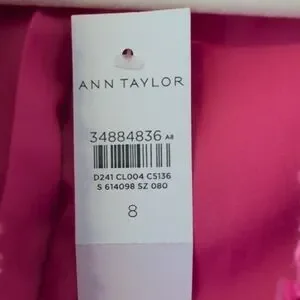 ANN TAYLOR
34884836 A8
D241 CL004 C5136
S 614098 SZ 080
8